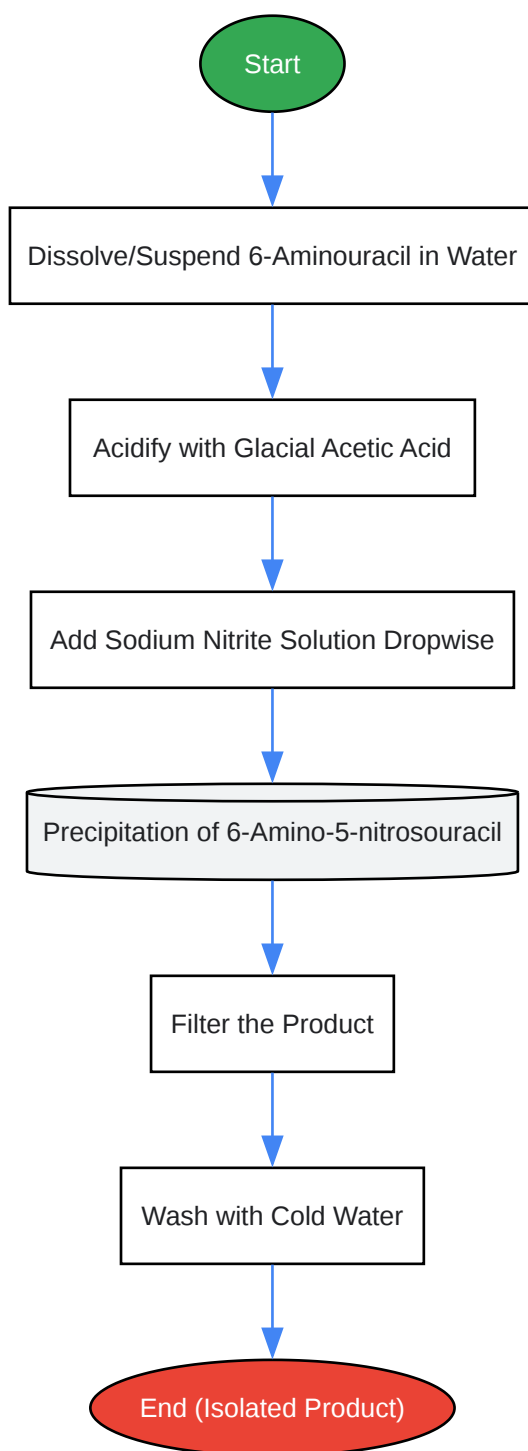 Start
Dissolve/Suspend 6-Aminouracil in Water
Acidify with Glacial Acetic Acid
Add Sodium Nitrite Solution Dropwise
Precipitation of 6-Amino-5-nitrosouracil
Filter the Product
Wash with Cold Water
End (Isolated Product)